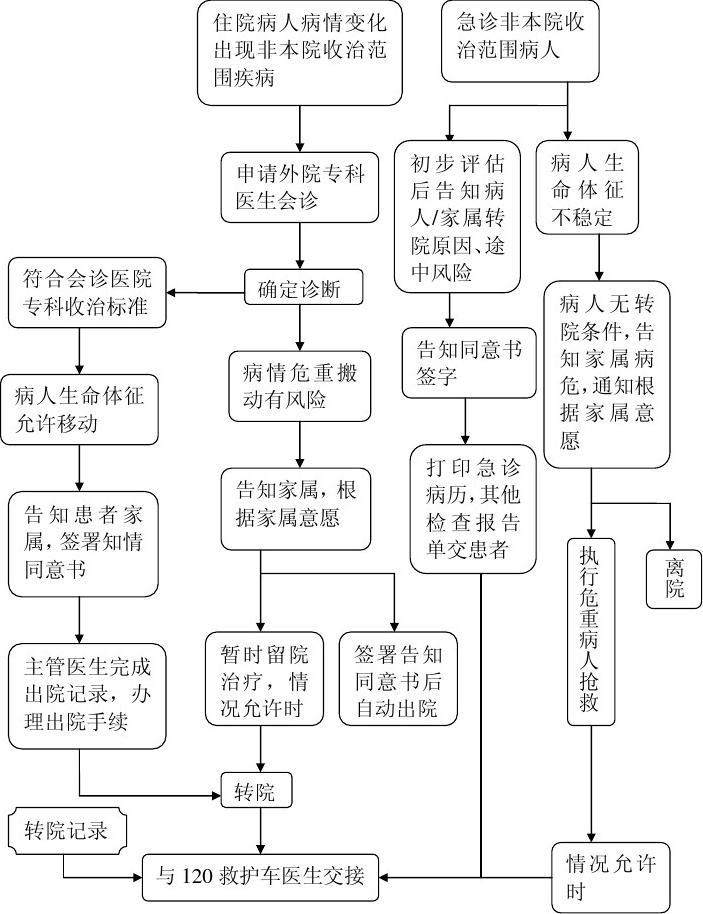 住院病人病情变化
出现非本院收治范
围疾病
急诊非本院收
治范围病人
申请外院专科
医生会诊
初步评估
后告知病
人/家属转
院原因、途
中风险
病人生
命体征
不稳定
符合会诊医院
专科收治标准
确定诊断
病人无转
院条件，告
知家属病
危，通知根
据家属意
愿
告知同意书
签字
病情危重搬
动有风险
病人生命体征
允许移动
打印急诊
病历，其他
检查报告
单交患者
告知家属，根
据家属意愿
告知患者家
属，签署知情
同意书
执行危重病人抢救
离院
暂时留院
治疗，情
况允许时
签署告知
同意书后
自动出院
主管医生完成
出院记录，办
理出院手续
转院
转院记录
与 120 救护车医生交接
情况允许
时